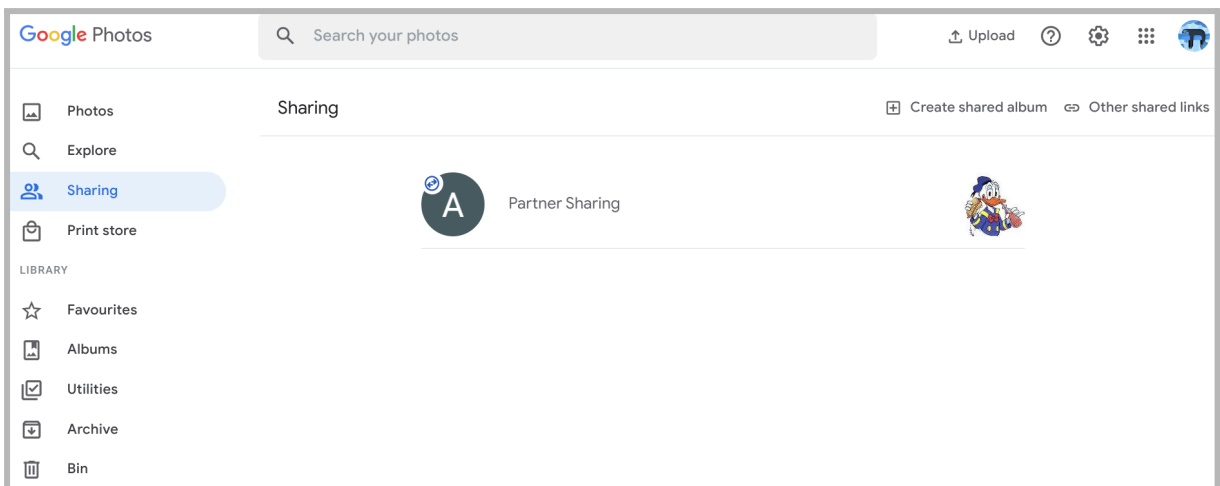 Google Photos
Search your photos
Upload
Photos
Sharing
Create shared album
Other shared links
Explore
Sharing
A
Partner Sharing
Print store
LIBRARY
Favourites
Albums
Utilities
Archive
Bin